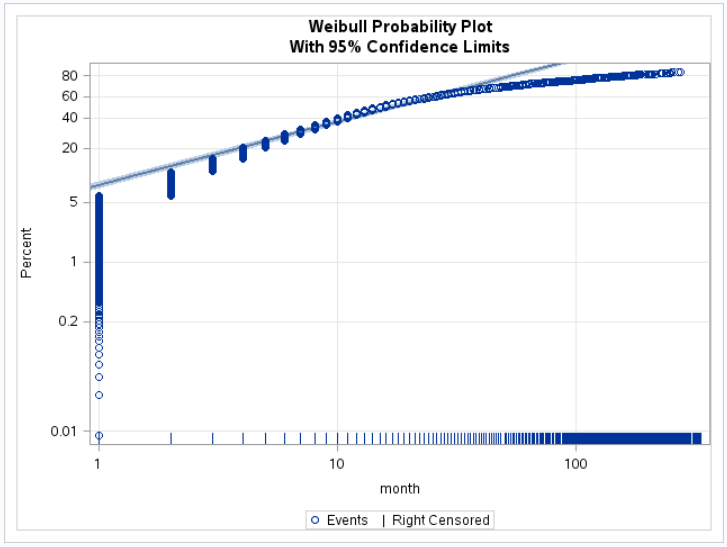 Weibull Probability Plot
With 95% Confidence Limits
80
60
40
20
5
1
0.2
0.01
Percent
1 10 100
month
Events Right Censored